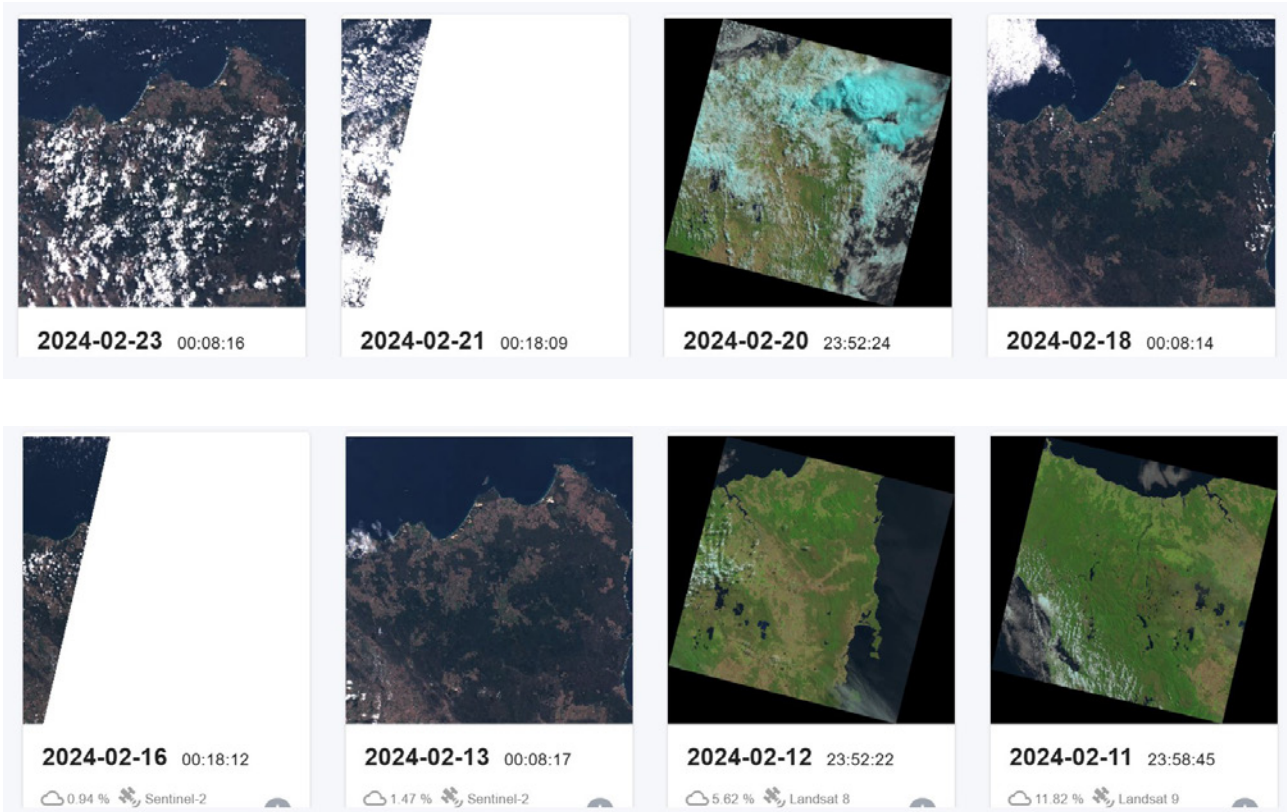 2024-02-23 00:08:16
2024-02-21 00:18:09
2024-02-20 23:52:24
2024-02-18 00:08:14
2024-02-16 00:18:12
2024-02-13 00:08:17
2024-02-12 23:52:22
2024-02-11 23:58:45
0.94 % Sentinel-2
1.47 % Sentinel-2
5.62 % Landsat 8
11.82 % Landsat 9